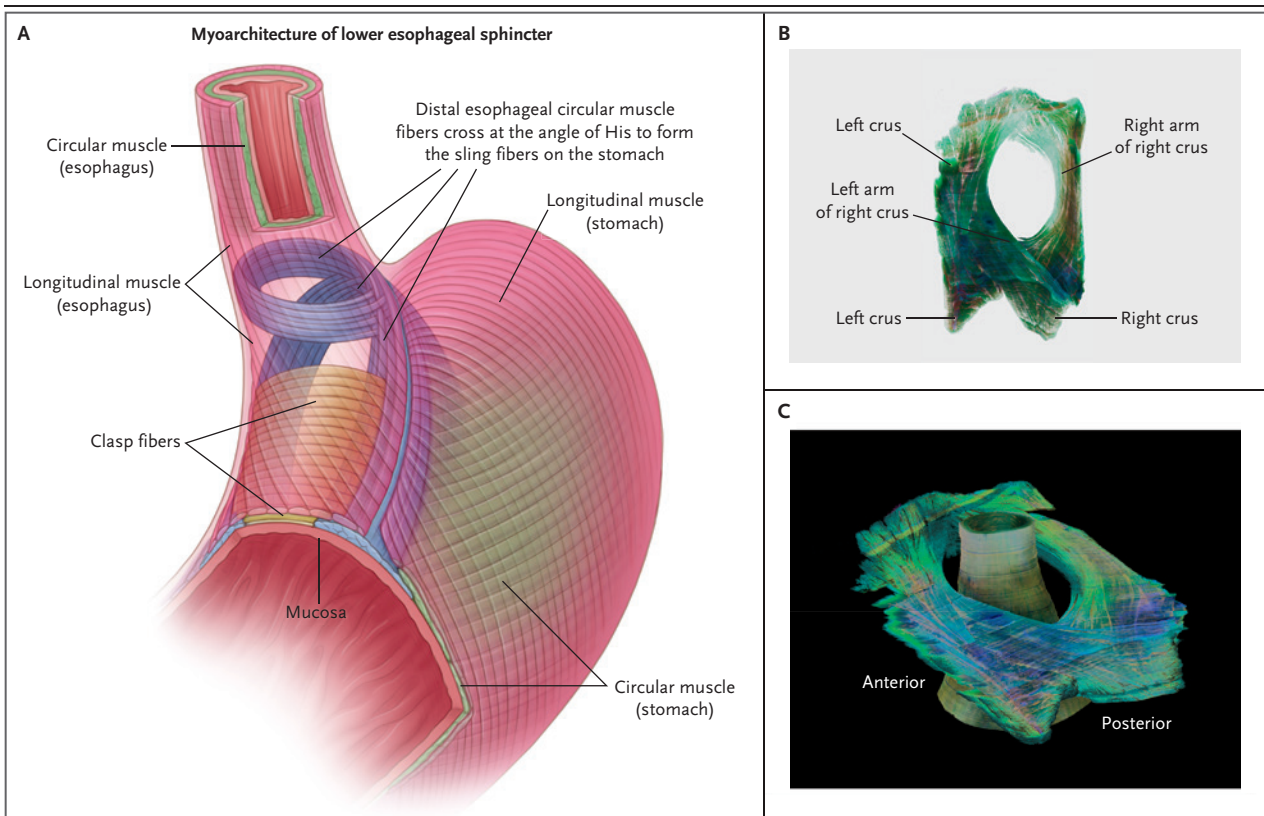 A
Myoarchitecture of lower esophageal sphincter
Circular muscle
(esophagus)
Distal esophageal circular muscle
fibers cross at the angle of His to form
the sling fibers on the stomach
Longitudinal muscle
(stomach)
Longitudinal muscle
(esophagus)
Clasp fibers
Mucosa
Circular muscle
(stomach)
B
Left crus
Right arm
of right crus
Left arm
of right crus
Left crus
Right crus
C
Anterior
Posterior